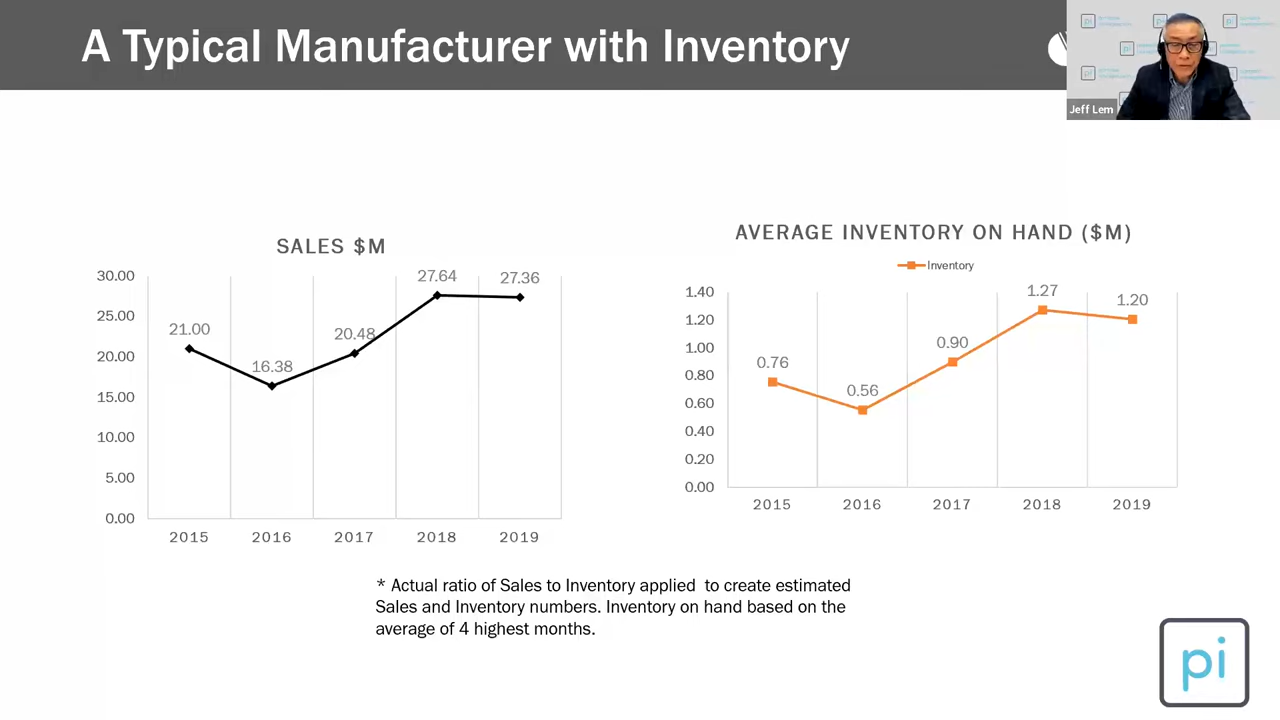 A Typical Manufacturer with Inventory
Jeff Lem
SALES $M
30.00
25.00
20.00
15.00
10.00
5.00
0.00
21.00
16.38
20.48
27.64
27.36
2015 2016 2017 2018 2019
AVERAGE INVENTORY ON HAND ($M)
Inventory
1.40
1.20
1.00
0.80
0.60
0.40
0.20
0.00
0.76
0.56
0.90
1.27
1.20
2015 2016 2017 2018 2019
* Actual ratio of Sales to Inventory applied to create estimated
Sales and Inventory numbers. Inventory on hand based on the
average of 4 highest months.
pi